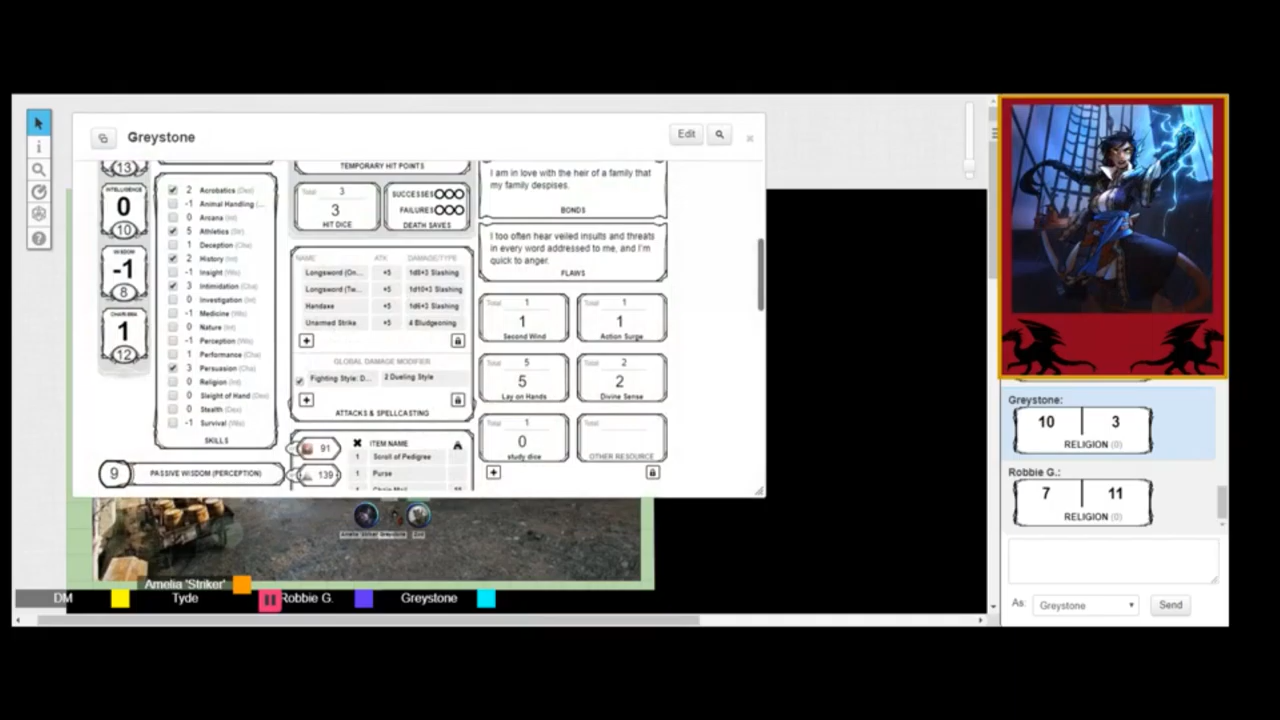 Greystone
Edit
13
INTELLIGENCE
0
10
WISDOM
-1
8
CHARISMA
1
12
2 Acrobatics (Dex)
-1 Animal Handling (...
0 Arcana (Int)
5 Athletics (Str)
1 Deception (Cha)
2 History (Int)
-1 Insight (Wis)
3 Intimidation (Cha)
0 Investigation (Int)
-1 Medicine (Wis)
0 Nature (Int)
-1 Perception (Wis)
1 Performance (Cha)
3 Persuasion (Cha)
0 Religion (Int)
0 Sleight of Hand (Dex)
0 Stealth (Dex)
-1 Survival (Wis)
SKILLS
9 PASSIVE WISDOM (PERCEPTION)
TEMPORARY HIT POINTS
Total 3
3
HIT DICE
SUCCESSES
FAILURES
DEATH SAVES
NAME ATK DAMAGE/TYPE
Longsword (On... +5 1d8+3 Slashing
Longsword (Tw... +5 1d10+3 Slashing
Handaxe +5 1d6+3 Slashing
Unarmed Strike +5 4 Bludgeoning
GLOBAL DAMAGE MODIFIER
Fighting Style: D... 2 Dueling Style
ATTACKS & SPELLCASTING
91
139
ITEM NAME
1 Scroll of Pedigree
1 Purse
1 Chain Mail
I am in love with the heir of a family that
my family despises.
BONDS
I too often hear veiled insults and threats
in every word addressed to me, and I'm
quick to anger.
FLAWS
Total 1
1
Second Wind
Total 1
1
Action Surge
Total 5
5
Lay on Hands
Total 2
2
Divine Sense
Total 1
0
study dice
Total
OTHER RESOURCE
Amelia 'Striker'
DM
Tyde
Robbie G.
Greystone
Greystone:
10 3
RELIGION (0)
Robbie G.:
7 11
RELIGION (0)
As: Greystone
Send